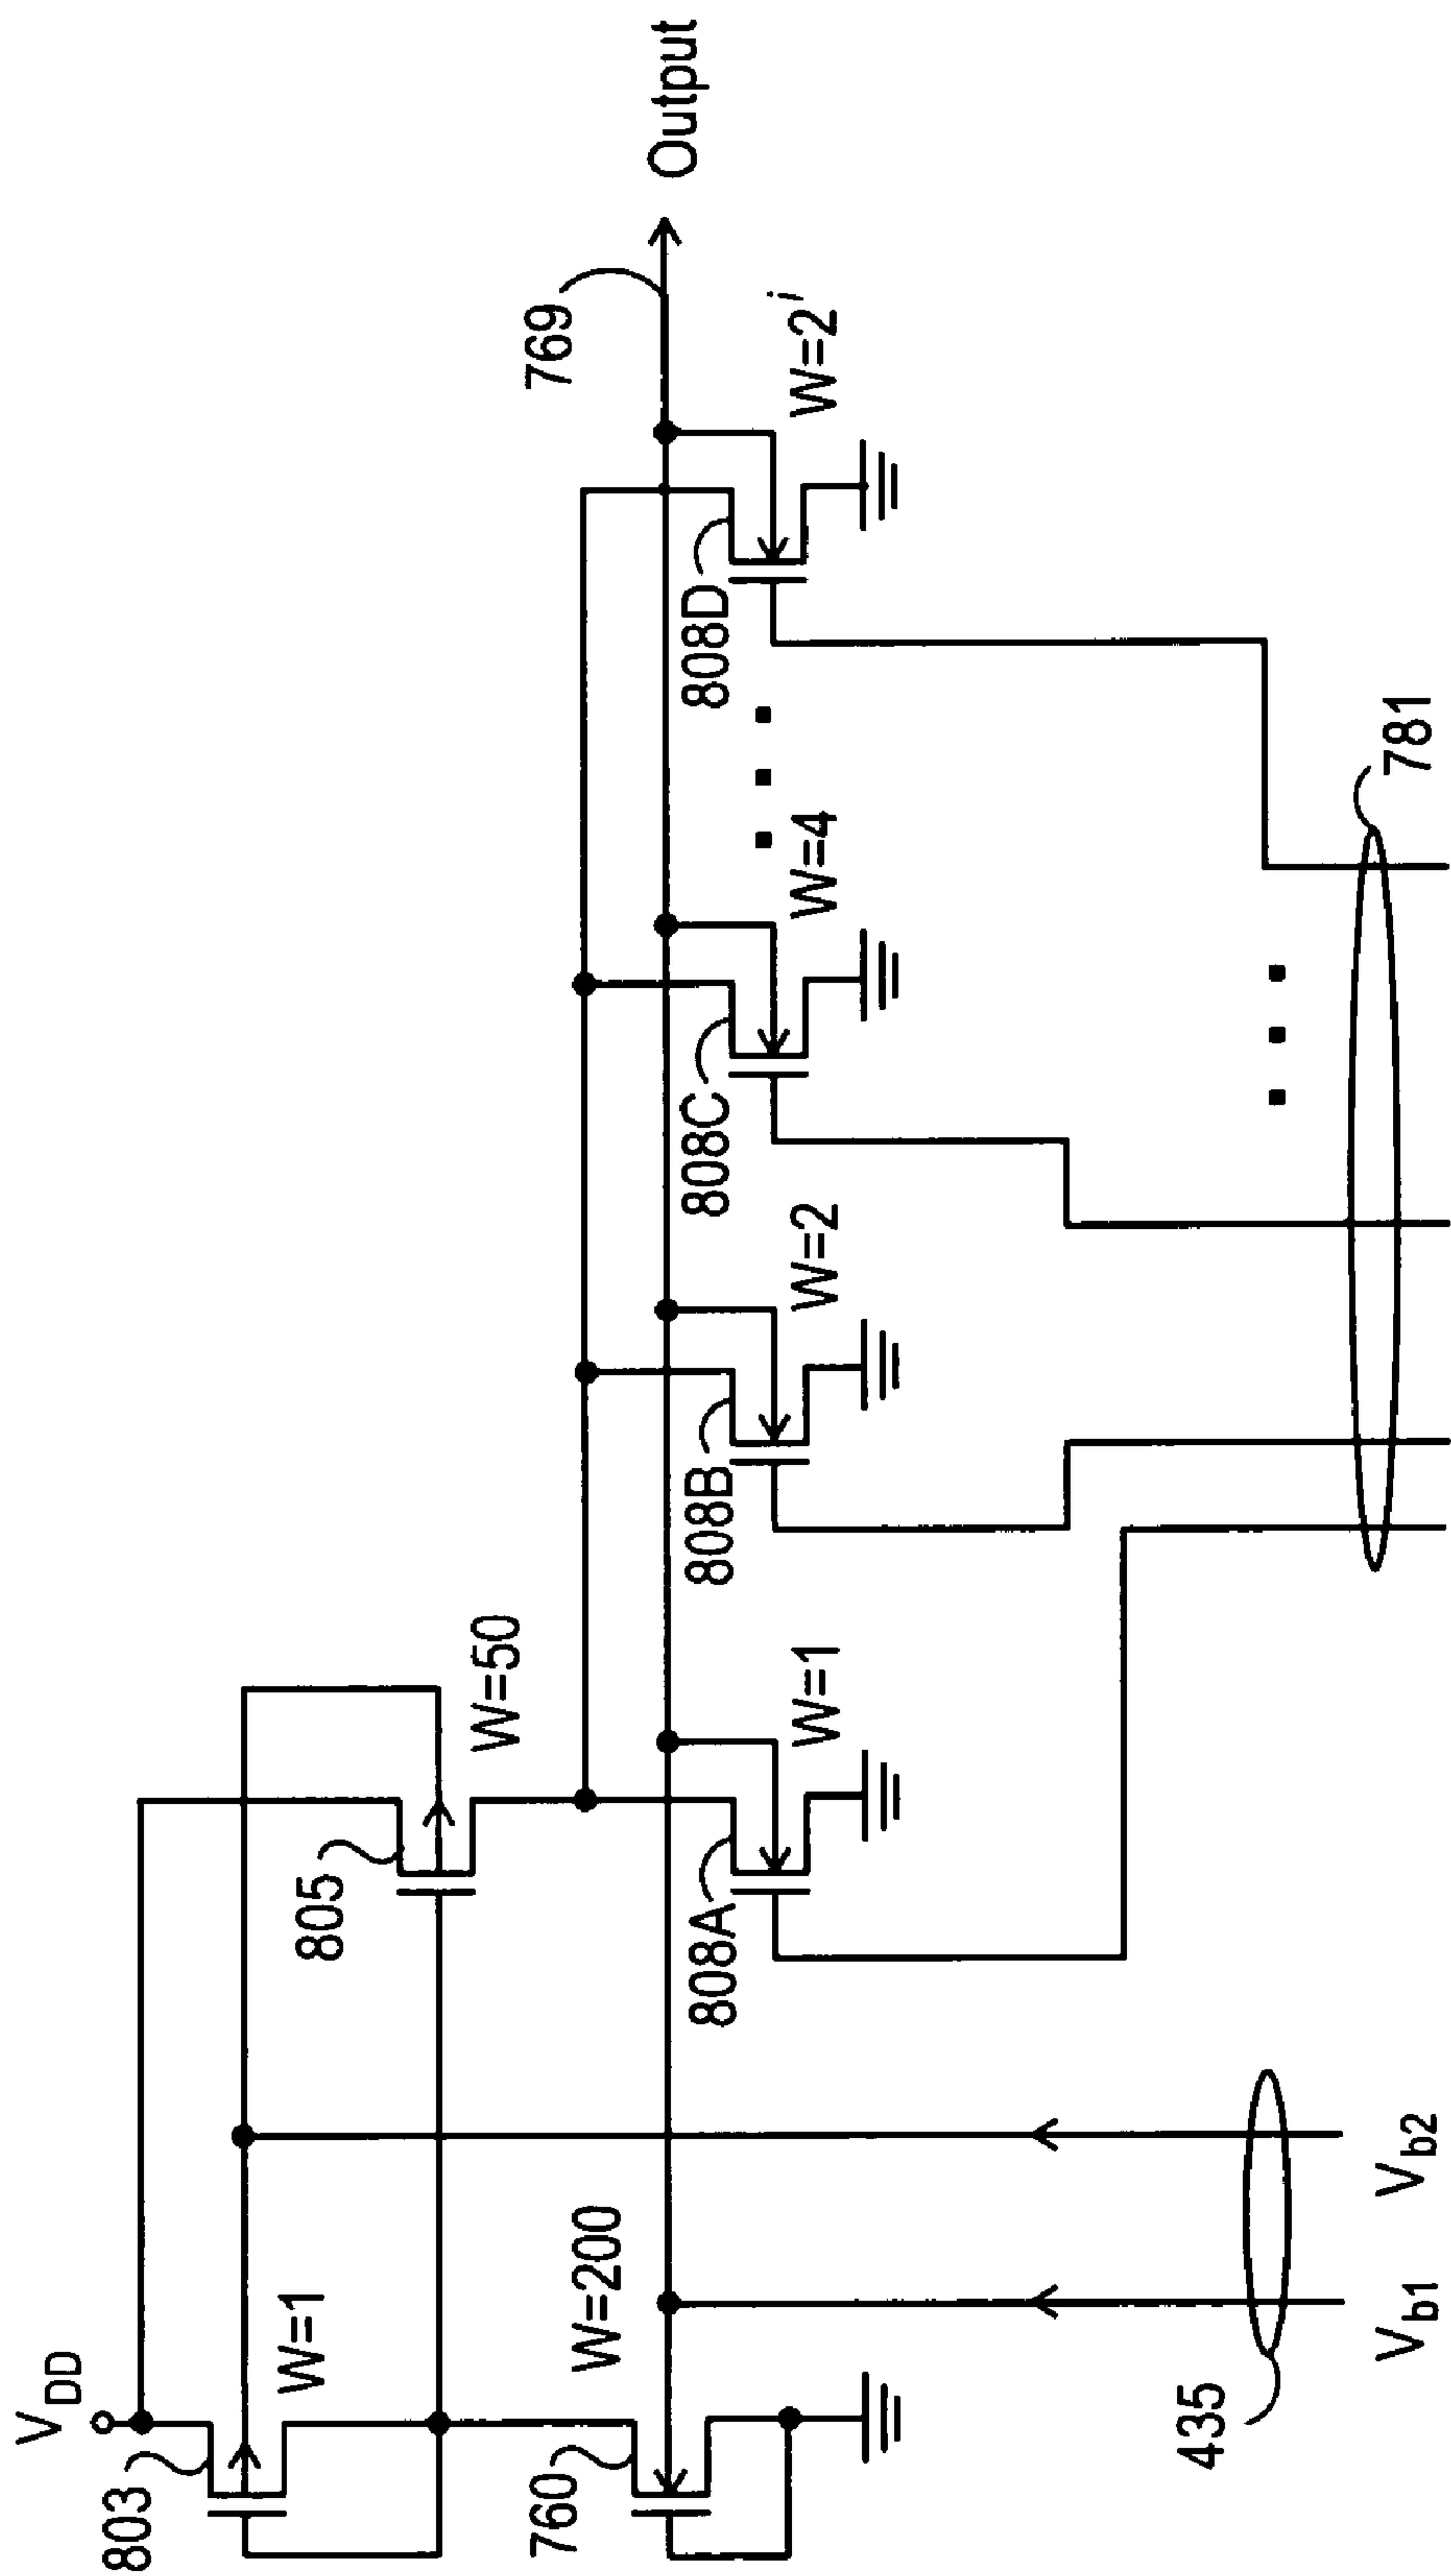 V_DD
803
W=1
805
W=50
760
W=200
769
Output
808A
W=1
808B
W=2
808C
W=4
808D
W=2^i
435
V_b1
V_b2
781